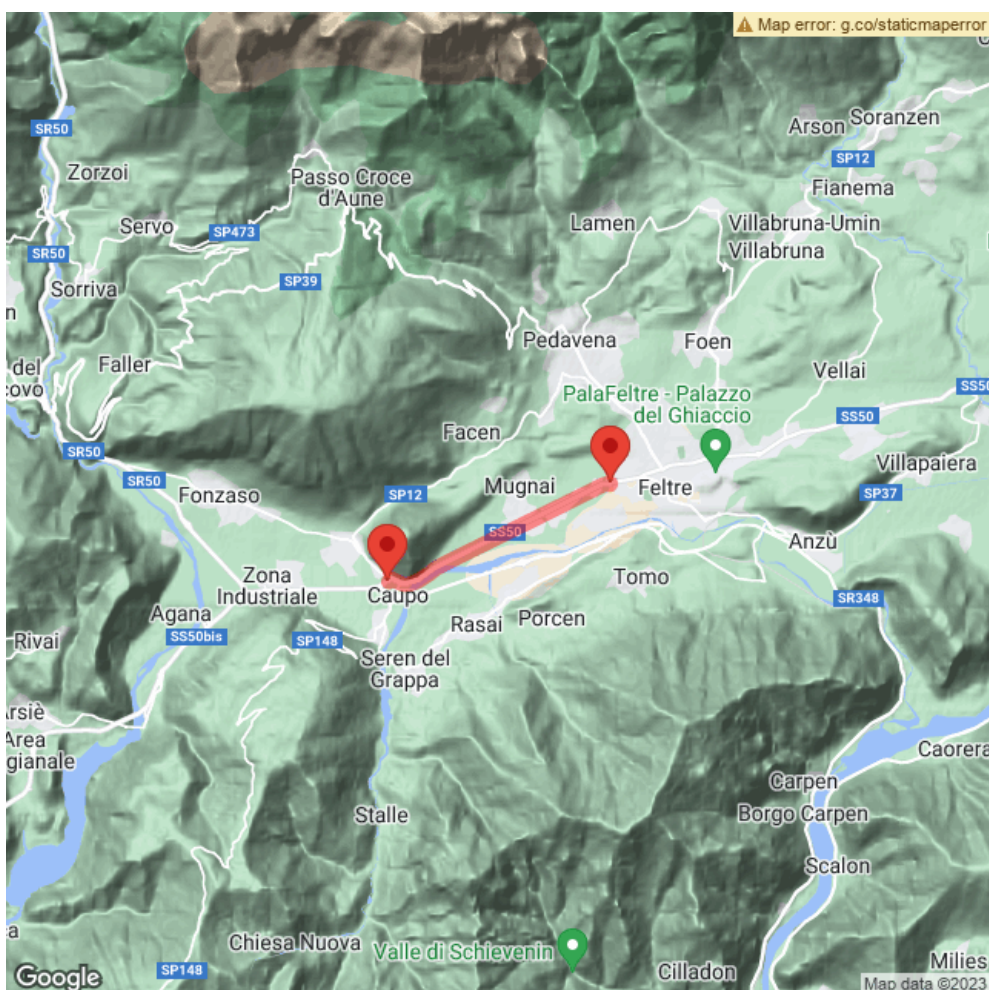 Map error: g.co/staticmaperror
SR50
Arson
Soranzen
SP12
Zorzoi
Passo Croce
d'Aune
Fianema
Servo
SP473
Lamen
Villabruna-Umin
Villabruna
SR50
Sorriva
SP39
n
Pedavena
Foen
del
covo
Faller
Vellai
PalaFeltre - Palazzo
del Ghiaccio
SS50
SS50
Facen
SR50
SR50
Villapaiera
Fonzaso
SP12
Mugnai
Feltre
SP37
SS50
Anzù
Zona
Industriale
Caupo
Tomo
Agana
SR348
Rivai
SS50bis
SP148
Rasai
Porcen
Seren del
Grappa
Arsiè
Area
gianale
Caorera
Carpen
Stalle
Borgo Carpen
Scalon
a
Chiesa Nuova
Valle di Schievenin
SP148
Cilladon
Milies
Google
Map data ©2023